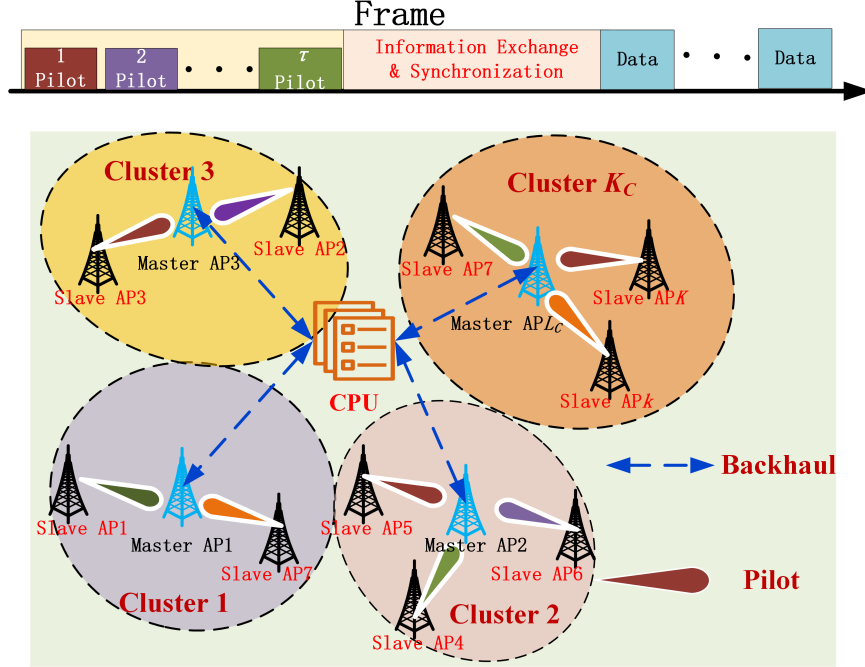 Frame
1
Pilot
2
Pilot
τ
Pilot
Information Exchange
& Synchronization
Data
Data
Cluster 3
Slave AP2
Master AP3
Slave AP3
Cluster K_C
Slave AP7
Slave APK
Master APL_C
Slave APk
CPU
Backhaul
Slave AP1
Master AP1
Slave AP7
Cluster 1
Slave AP5
Master AP2
Slave AP6
Slave AP4
Cluster 2
Pilot